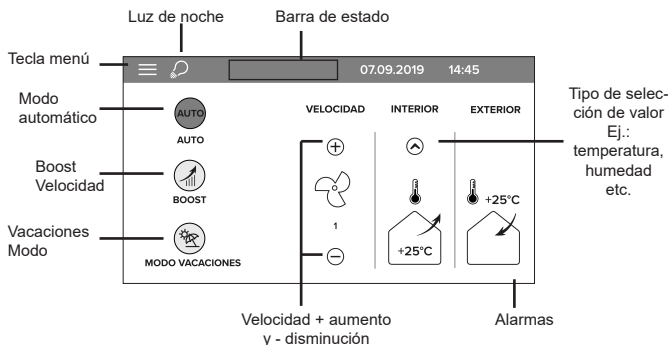 Luz de noche
Barra de estado
Tecla menú
07.09.2019 14:45
Modo
automático
AUTO
AUTO
VELOCIDAD
INTERIOR
EXTERIOR
Tipo de selec-
ción de valor
Ej.:
temperatura,
humedad
etc.
Boost
Velocidad
BOOST
+25°C
1
Vacaciones
Modo
+25°C
MODO VACACIONES
Velocidad + aumento
y - disminución
Alarmas